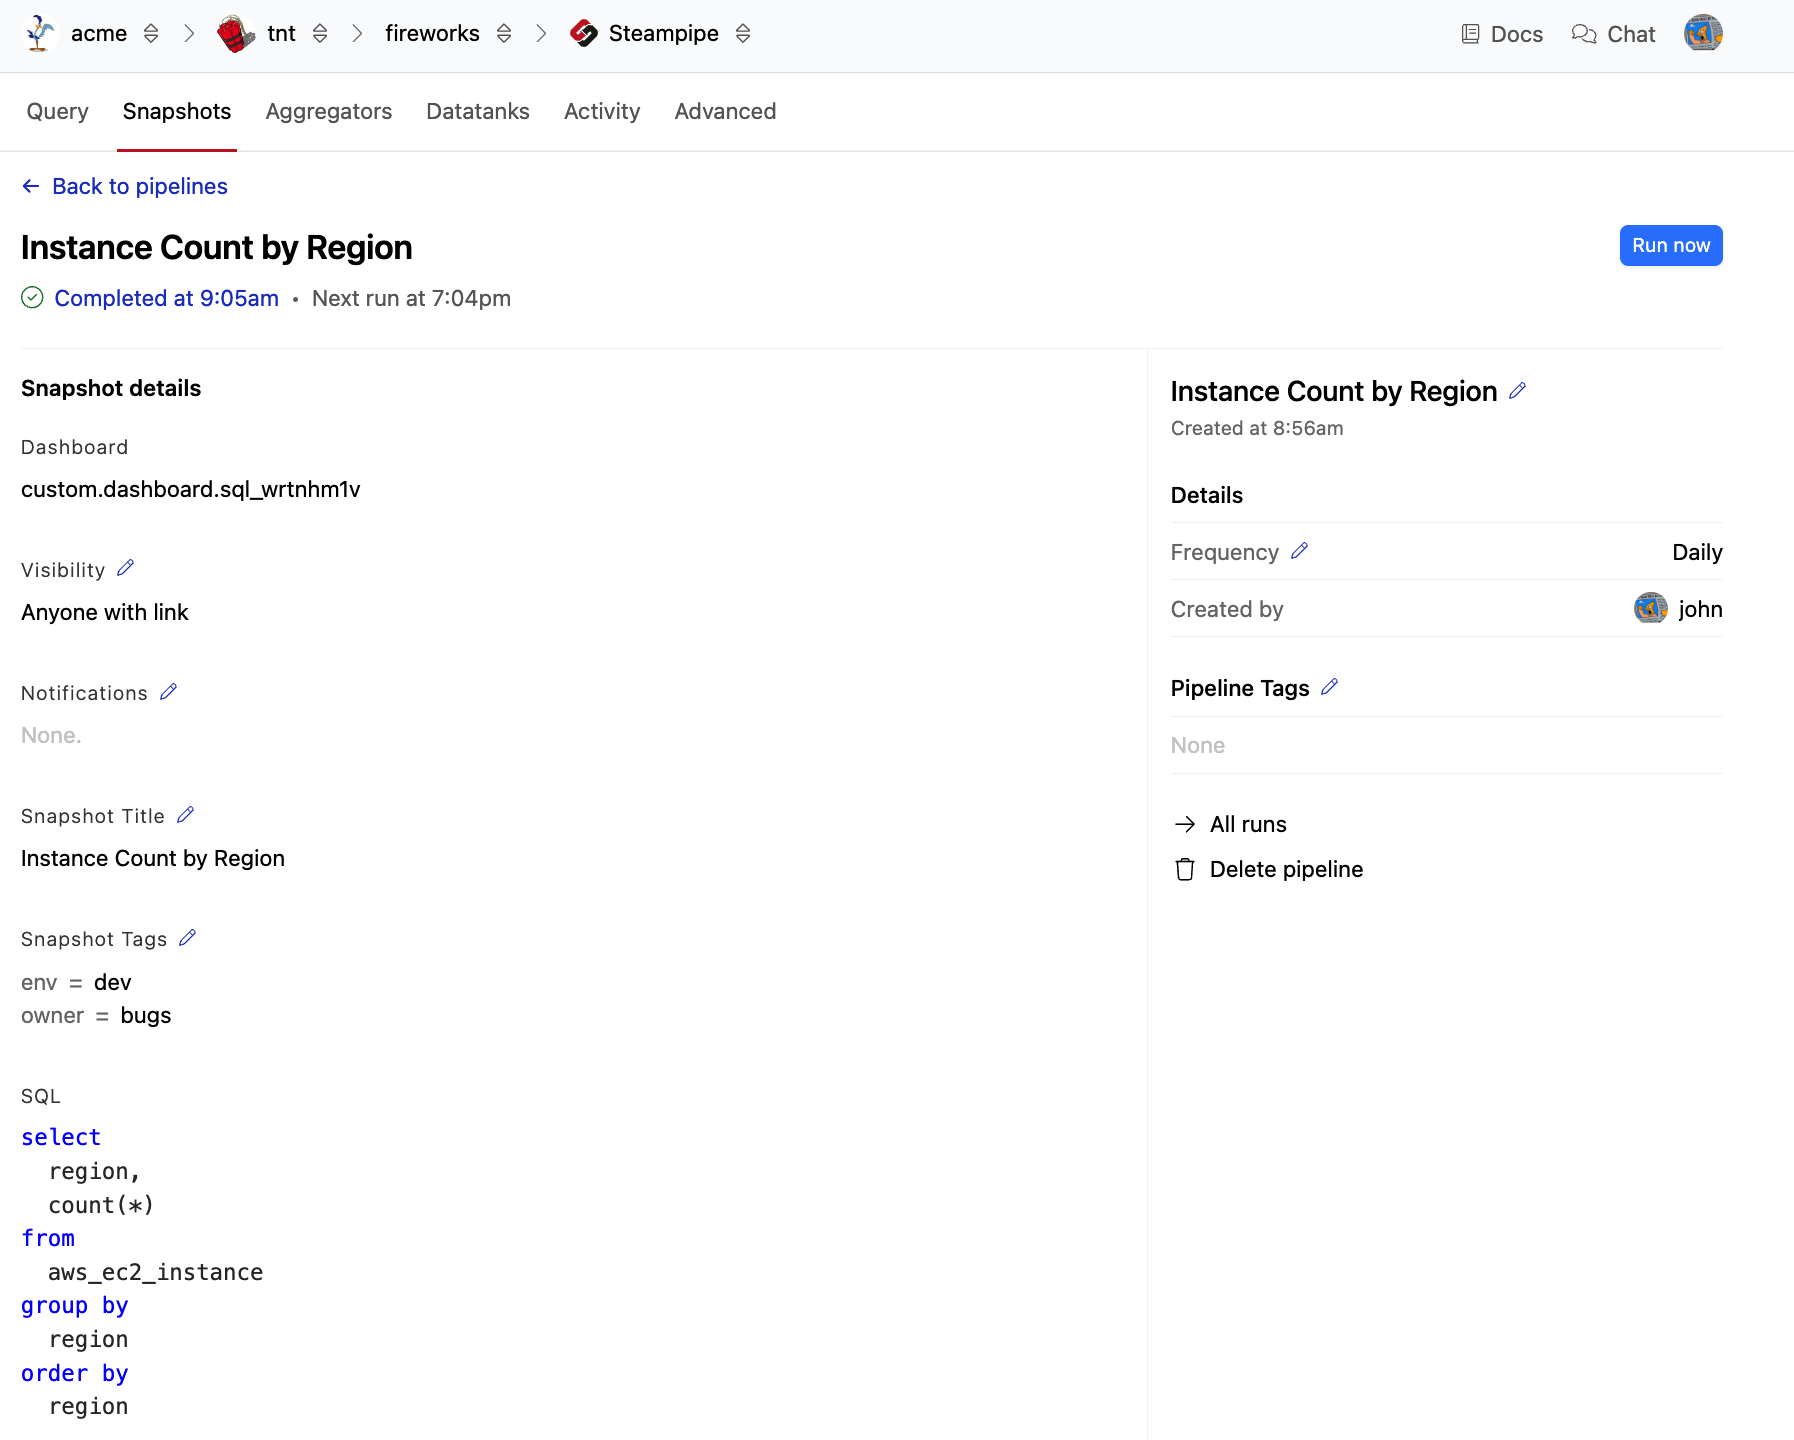 acme
tnt
fireworks
Steampipe
Docs
Chat
Query
Snapshots
Aggregators
Datatanks
Activity
Advanced
Back to pipelines
Instance Count by Region
Run now
Completed at 9:05am • Next run at 7:04pm
Snapshot details
Dashboard
custom.dashboard.sql_wrtnhm1v
Visibility
Anyone with link
Notifications
None.
Snapshot Title
Instance Count by Region
Snapshot Tags
env = dev
owner = bugs
SQL
select
  region,
  count(*)
from
  aws_ec2_instance
group by
  region
order by
  region
Instance Count by Region
Created at 8:56am
Details
Frequency Daily
Created by john
Pipeline Tags
None
All runs
Delete pipeline